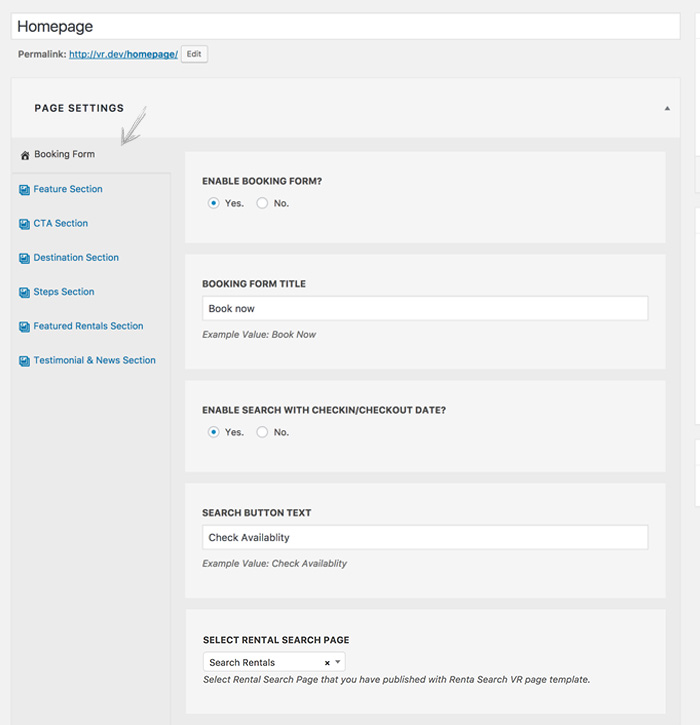 Homepage
Permalink: http://vr.dev/homepage/ Edit
PAGE SETTINGS
Booking Form
Feature Section
CTA Section
Destination Section
Steps Section
Featured Rentals Section
Testimonial & News Section
ENABLE BOOKING FORM?
Yes. No.
BOOKING FORM TITLE
Book now
Example Value: Book Now
ENABLE SEARCH WITH CHECKIN/CHECKOUT DATE?
Yes. No.
SEARCH BUTTON TEXT
Check Availablity
Example Value: Check Availablity
SELECT RENTAL SEARCH PAGE
Search Rentals ×
Select Rental Search Page that you have published with Renta Search VR page template.